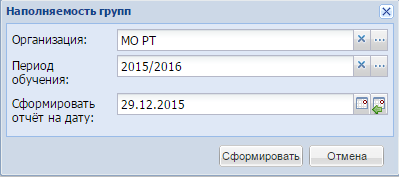 Наполняемость групп
Организация: МО РТ
Период
обучения: 2015/2016
Сформировать
отчёт на дату: 29.12.2015
Сформировать Отмена